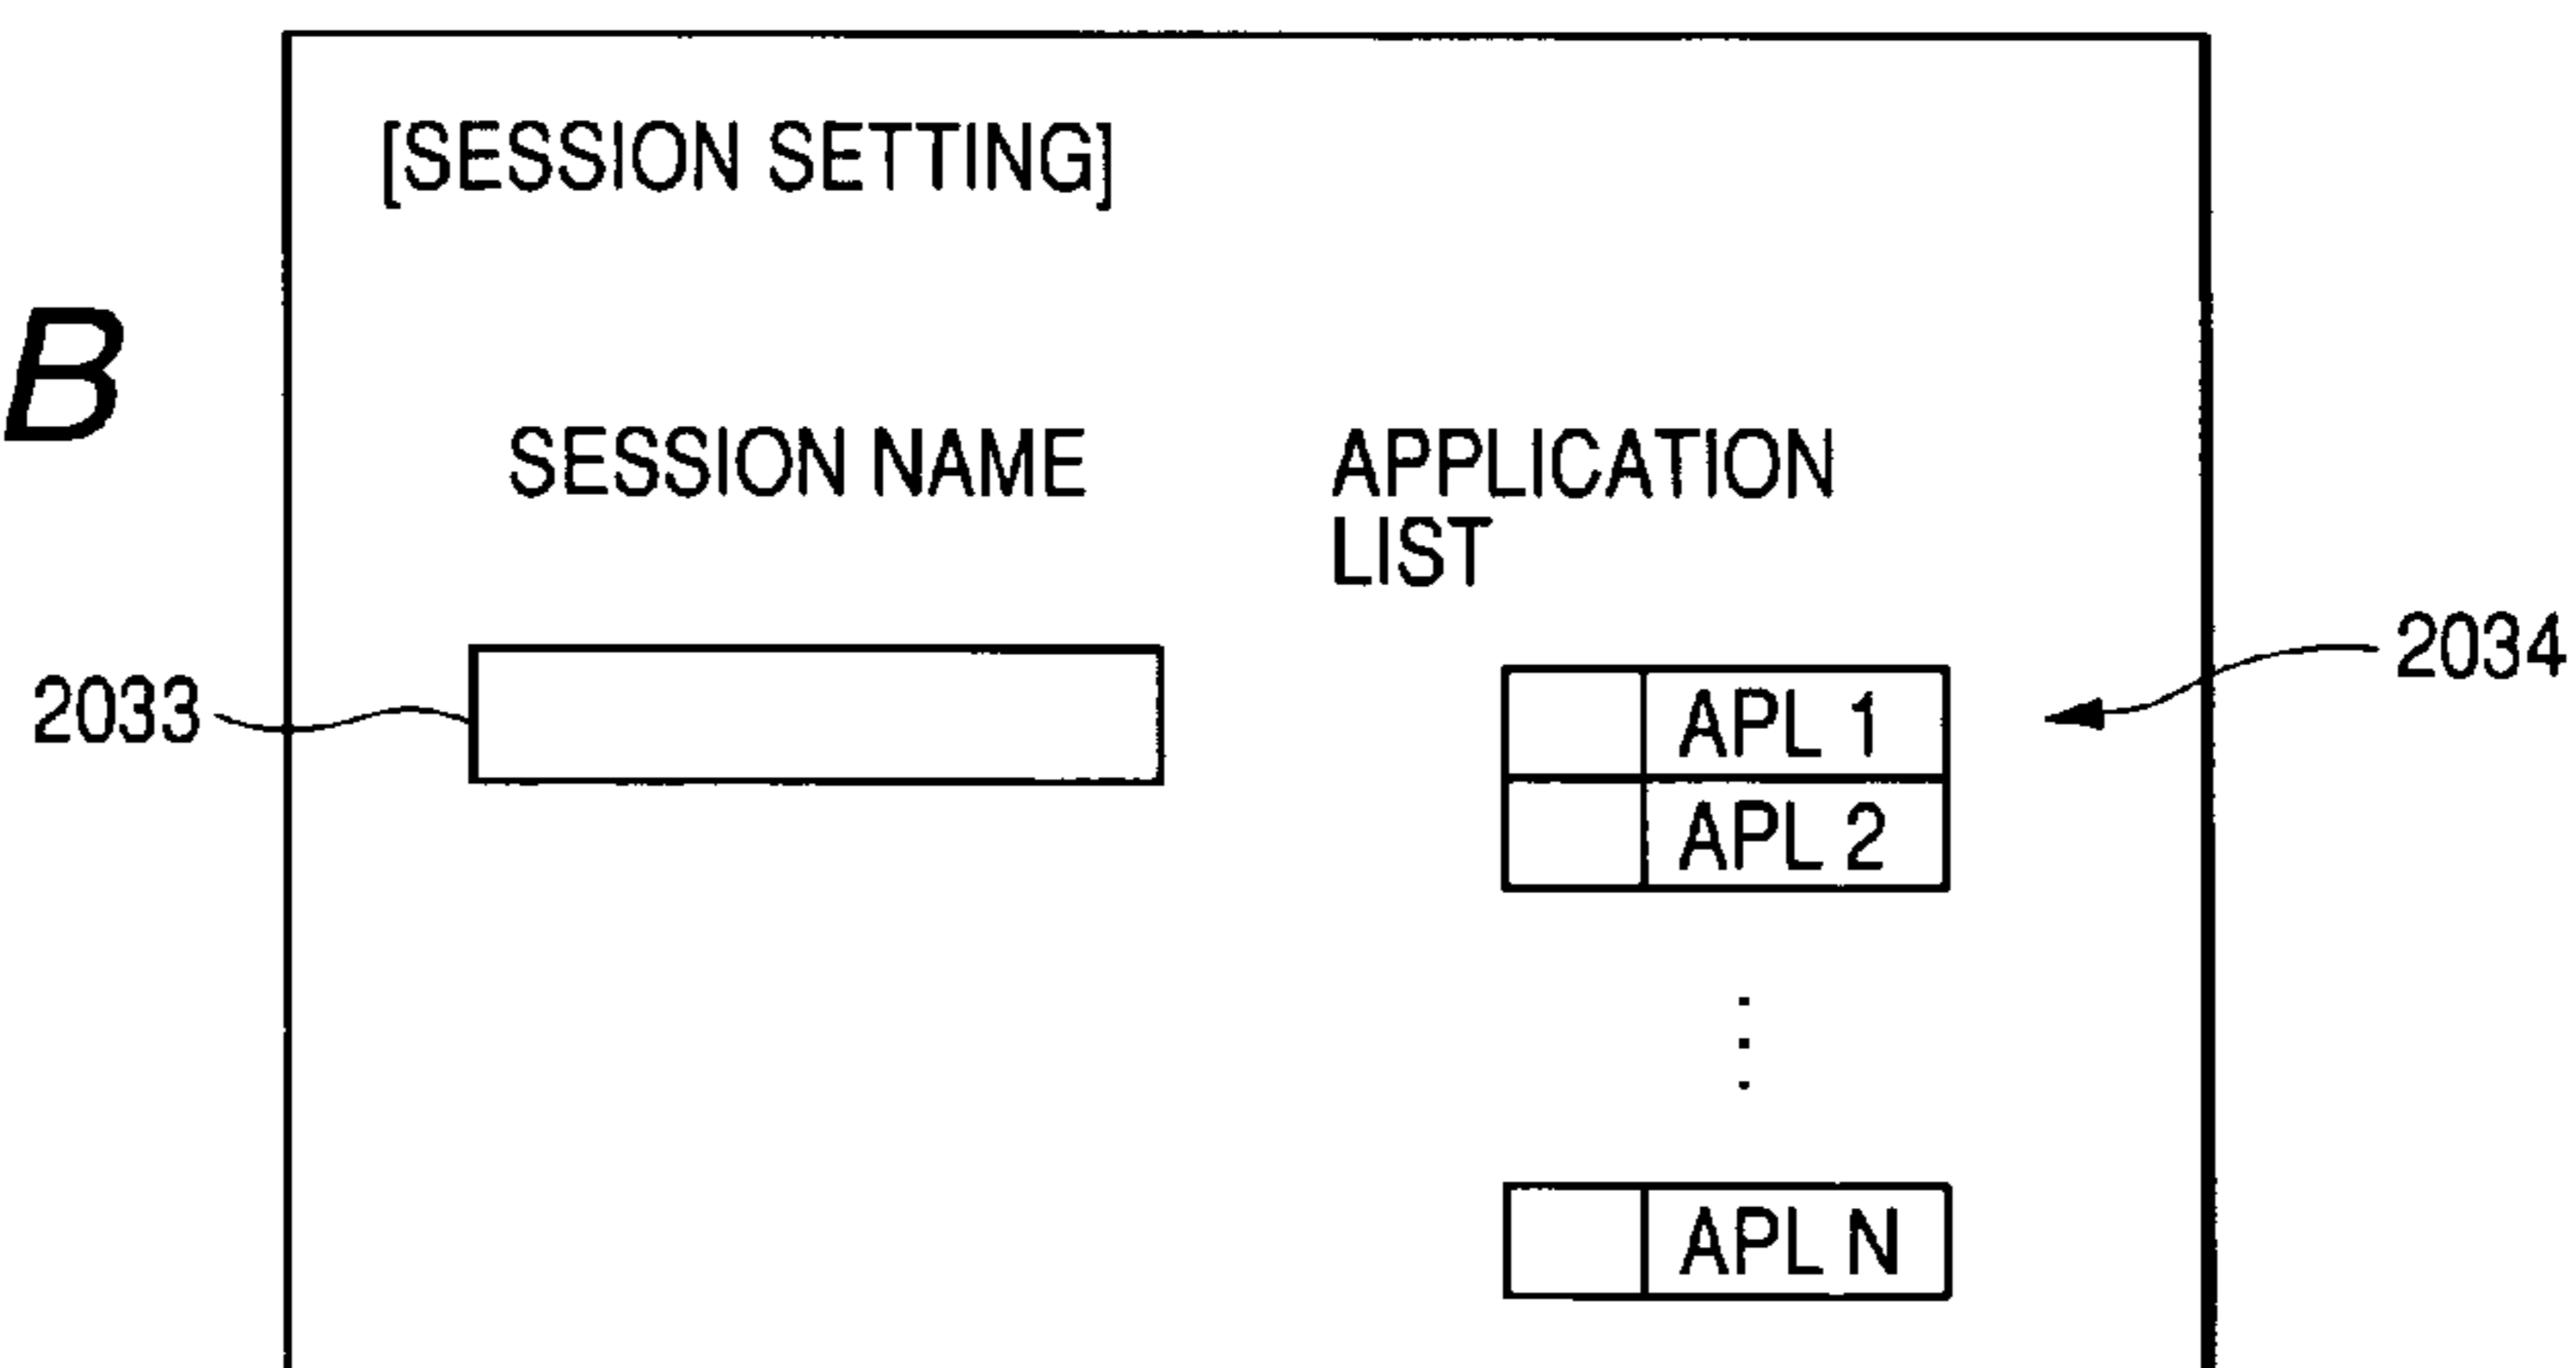 [SESSION SETTING]
B
SESSION NAME
APPLICATION
LIST
2033
2034
APL 1
APL 2
APL N